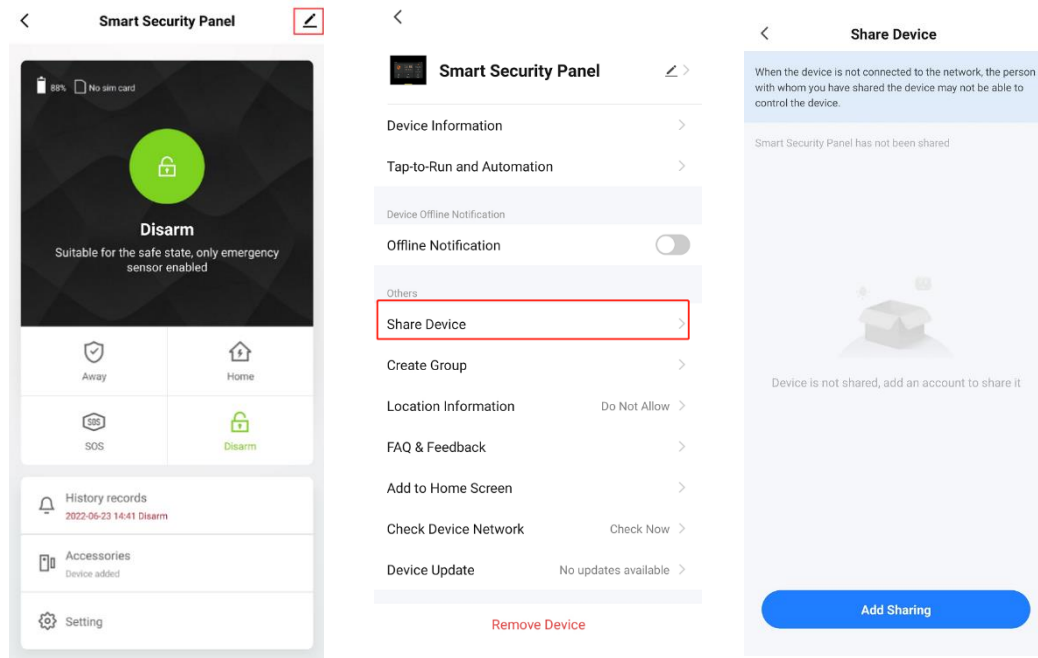 Smart Security Panel
88% No sim card
Disarm
Suitable for the safe state, only emergency
sensor enabled
Away
Home
SOS
SOS
Disarm
History records
2022-06-23 14:41 Disarm
Accessories
Device added
Setting
Smart Security Panel
Device Information
Tap-to-Run and Automation
Device Offline Notification
Offline Notification
Others
Share Device
Create Group
Location Information Do Not Allow
FAQ & Feedback
Add to Home Screen
Check Device Network Check Now
Device Update No updates available
Remove Device
Share Device
When the device is not connected to the network, the person
with whom you have shared the device may not be able to
control the device.
Smart Security Panel has not been shared
Device is not shared, add an account to share it
Add Sharing